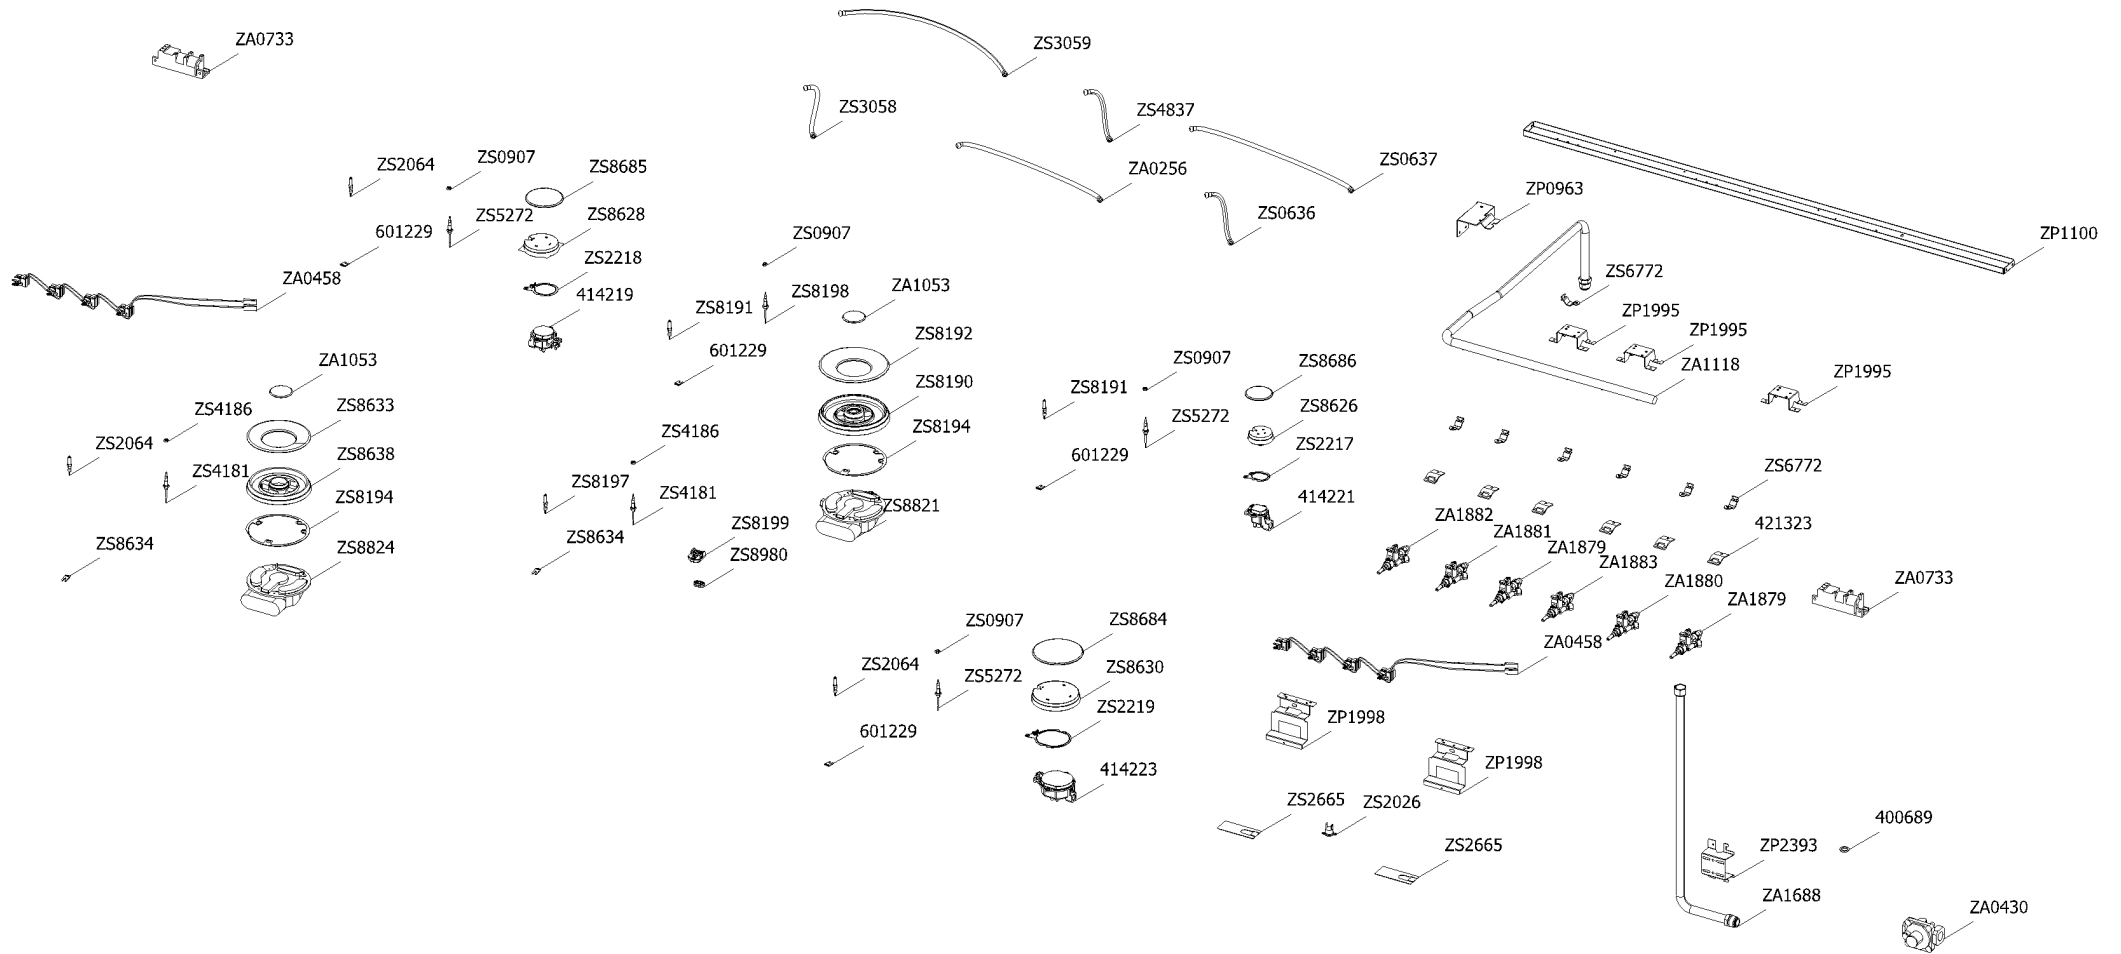 ZA0733
ZS3059
ZS3058
ZS4837
ZA0256
ZS0637
ZS0636
ZP0963
ZP1100
ZS2064
ZS0907
ZS8685
601229
ZS5272
ZS8628
ZS2218
414219
ZA0458
ZS0907
ZS8191
ZS8198
ZA1053
601229
ZS8192
ZS8190
ZS8194
ZS8821
ZS6772
ZP1995
ZP1995
ZA1118
ZP1995
ZA1053
ZS4186
ZS8633
ZS2064
ZS8638
ZS4181
ZS8194
ZS8634
ZS8824
ZS4186
ZS8197
ZS4181
ZS8634
ZS8199
ZS8980
ZS0907
ZS8191
ZS8686
ZS5272
ZS8626
601229
ZS2217
414221
ZS6772
421323
ZA1882
ZA1881
ZA1879
ZA1883
ZA1880
ZA1879
ZA0733
ZA0458
ZS0907
ZS8684
ZS2064
ZS5272
ZS8630
601229
ZS2219
414223
ZP1998
ZP1998
ZS2665
ZS2026
ZS2665
400689
ZP2393
ZA1688
ZA0430